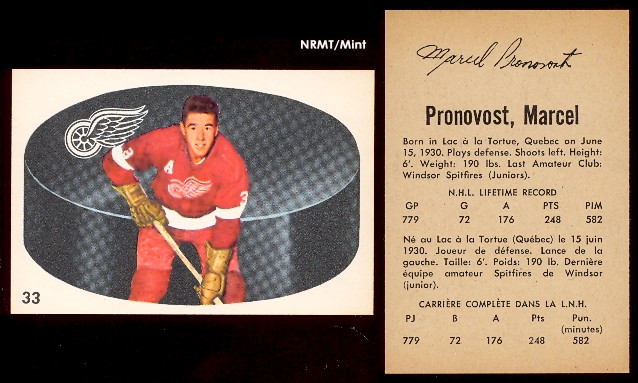 NRMT/Mint
A
3
33
Marcel Pronovost
Pronovost, Marcel
Born in Lac à la Tortue, Quebec on June
15, 1930. Plays defense. Shoots left. Height:
6'. Weight: 190 lbs. Last Amateur Club:
Windsor Spitfires (Juniors).
N.H.L. LIFETIME RECORD
GP G A PTS PIM
779 72 176 248 582
Né au Lac à la Tortue (Québec) le 15 juin
1930. Joueur de défense. Lance de la
gauche. Taille: 6'. Poids: 190 lb. Dernière
équipe amateur Spitfires de Windsor
(junior).
CARRIÈRE COMPLÈTE DANS LA L.N.H.
PJ B A Pts Pun.
(minutes)
779 72 176 248 582